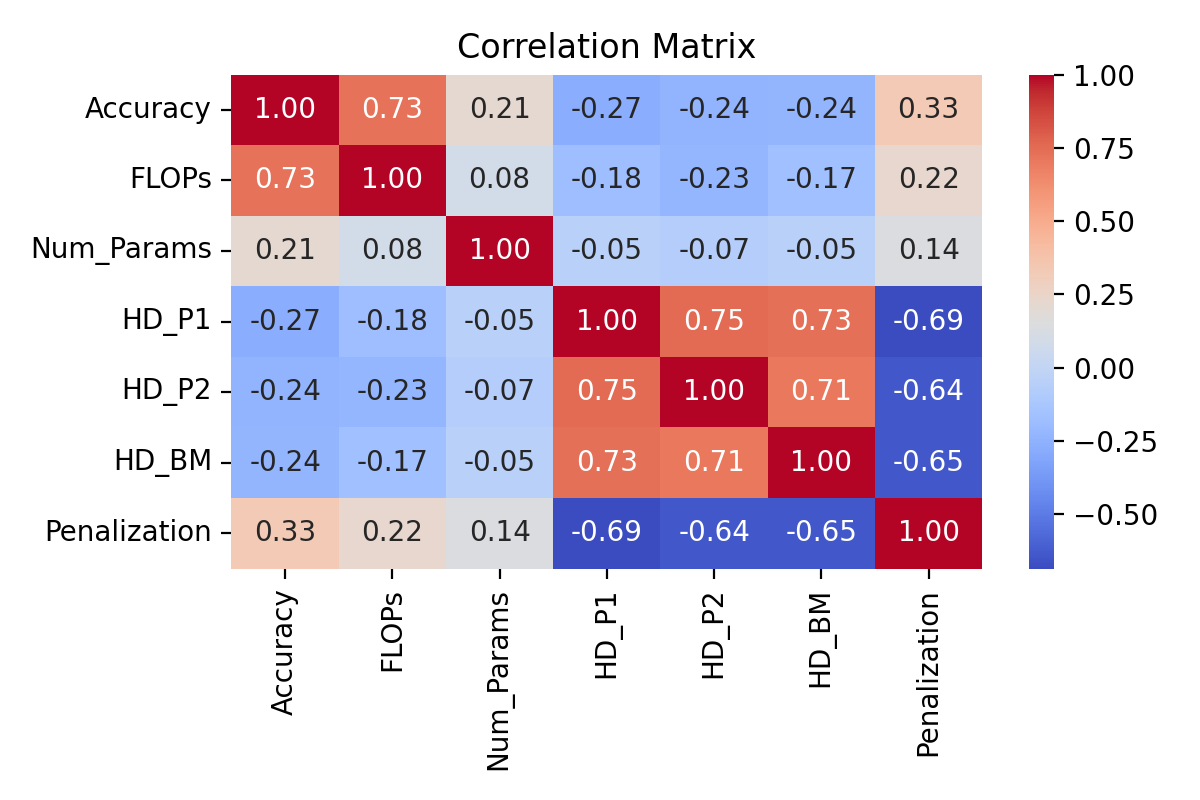 Correlation Matrix
Accuracy 1.00 0.73 0.21 -0.27 -0.24 -0.24 0.33
FLOPs 0.73 1.00 0.08 -0.18 -0.23 -0.17 0.22
Num_Params 0.21 0.08 1.00 -0.05 -0.07 -0.05 0.14
HD_P1 -0.27 -0.18 -0.05 1.00 0.75 0.73 -0.69
HD_P2 -0.24 -0.23 -0.07 0.75 1.00 0.71 -0.64
HD_BM -0.24 -0.17 -0.05 0.73 0.71 1.00 -0.65
Penalization 0.33 0.22 0.14 -0.69 -0.64 -0.65 1.00
Accuracy FLOPs Num_Params HD_P1 HD_P2 HD_BM Penalization
1.00
0.75
0.50
0.25
0.00
−0.25
−0.50